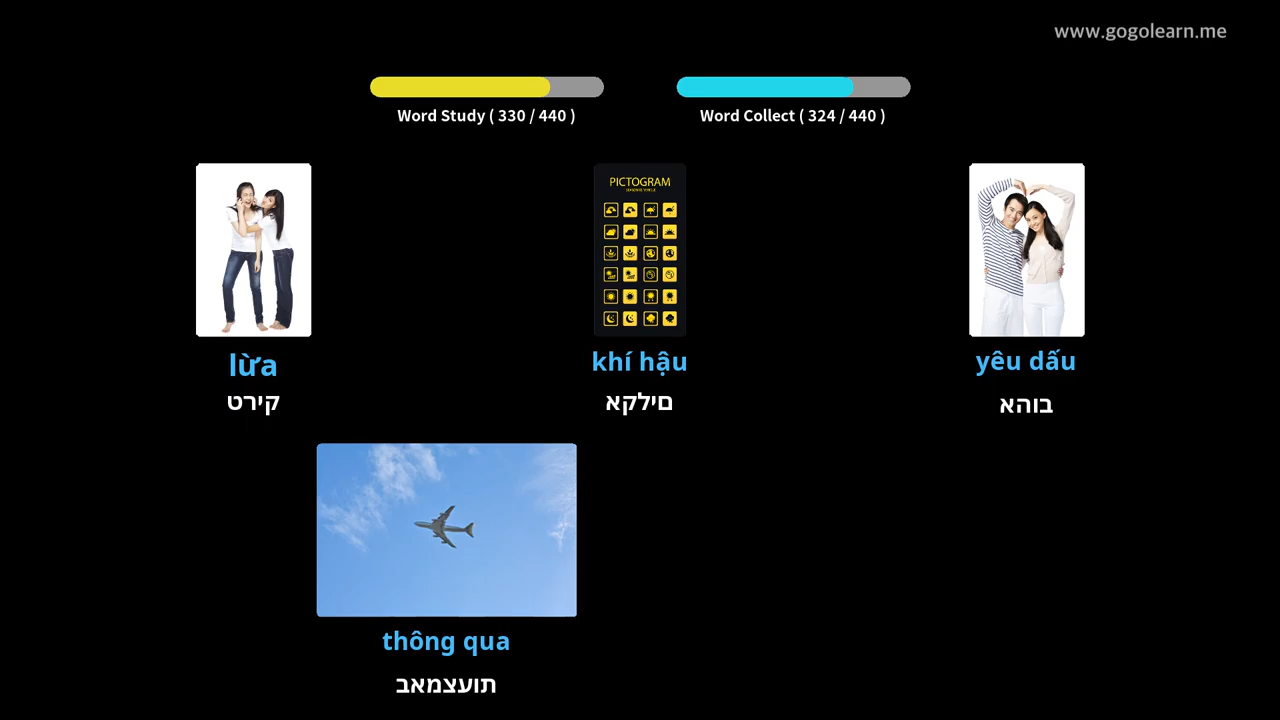 www.gogolearn.me
Word Study ( 330 / 440 )
Word Collect ( 324 / 440 )
PICTOGRAM
lừa
קירט
khí hậu
םילקא
yêu dấu
בוהא
thông qua
תועצמאב